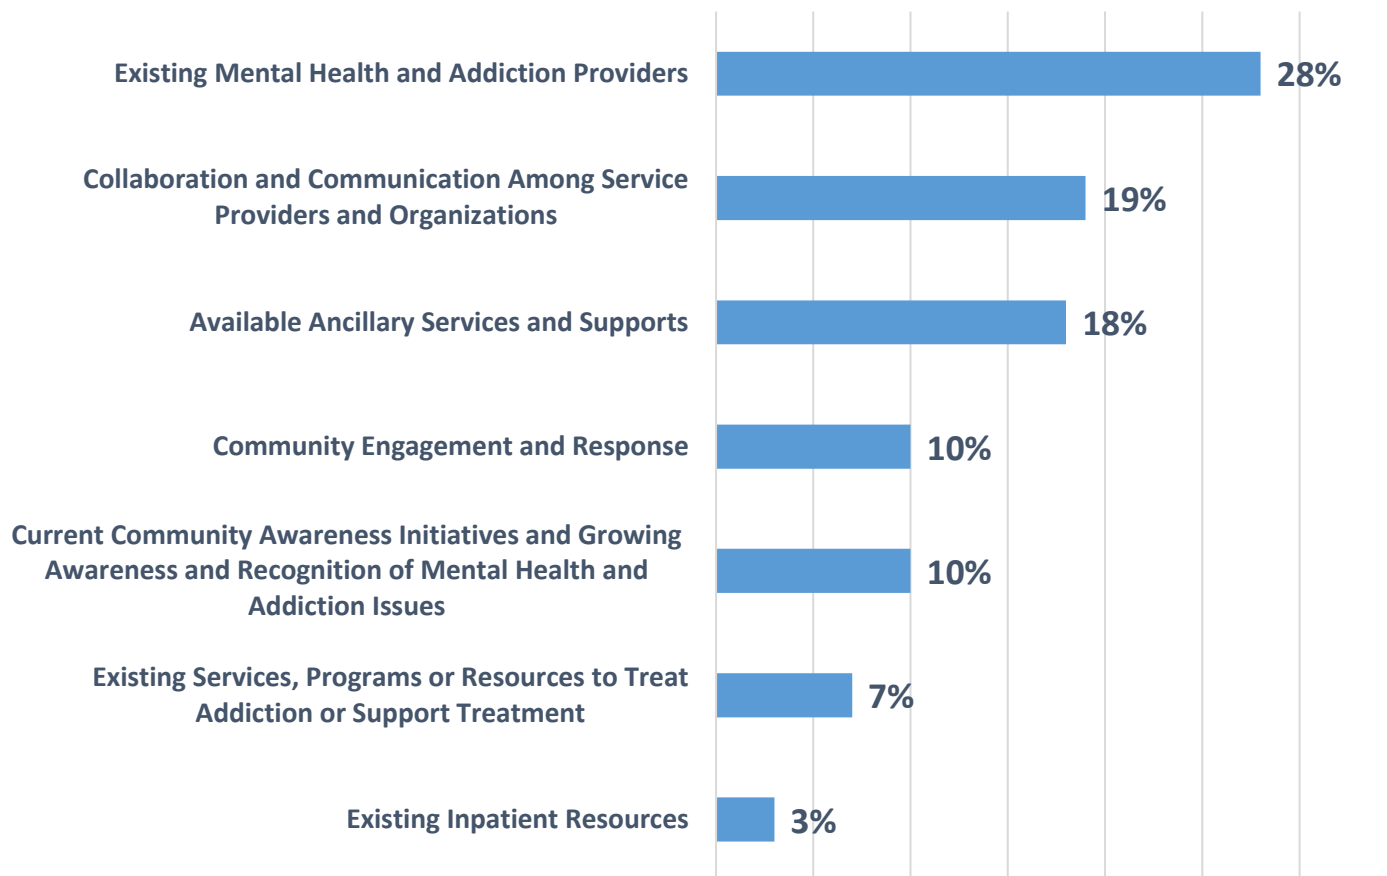 Existing Mental Health and Addiction Providers
28%
Collaboration and Communication Among Service
Providers and Organizations
19%
Available Ancillary Services and Supports
18%
Community Engagement and Response
10%
Current Community Awareness Initiatives and Growing
Awareness and Recognition of Mental Health and
Addiction Issues
10%
Existing Services, Programs or Resources to Treat
Addiction or Support Treatment
7%
Existing Inpatient Resources
3%